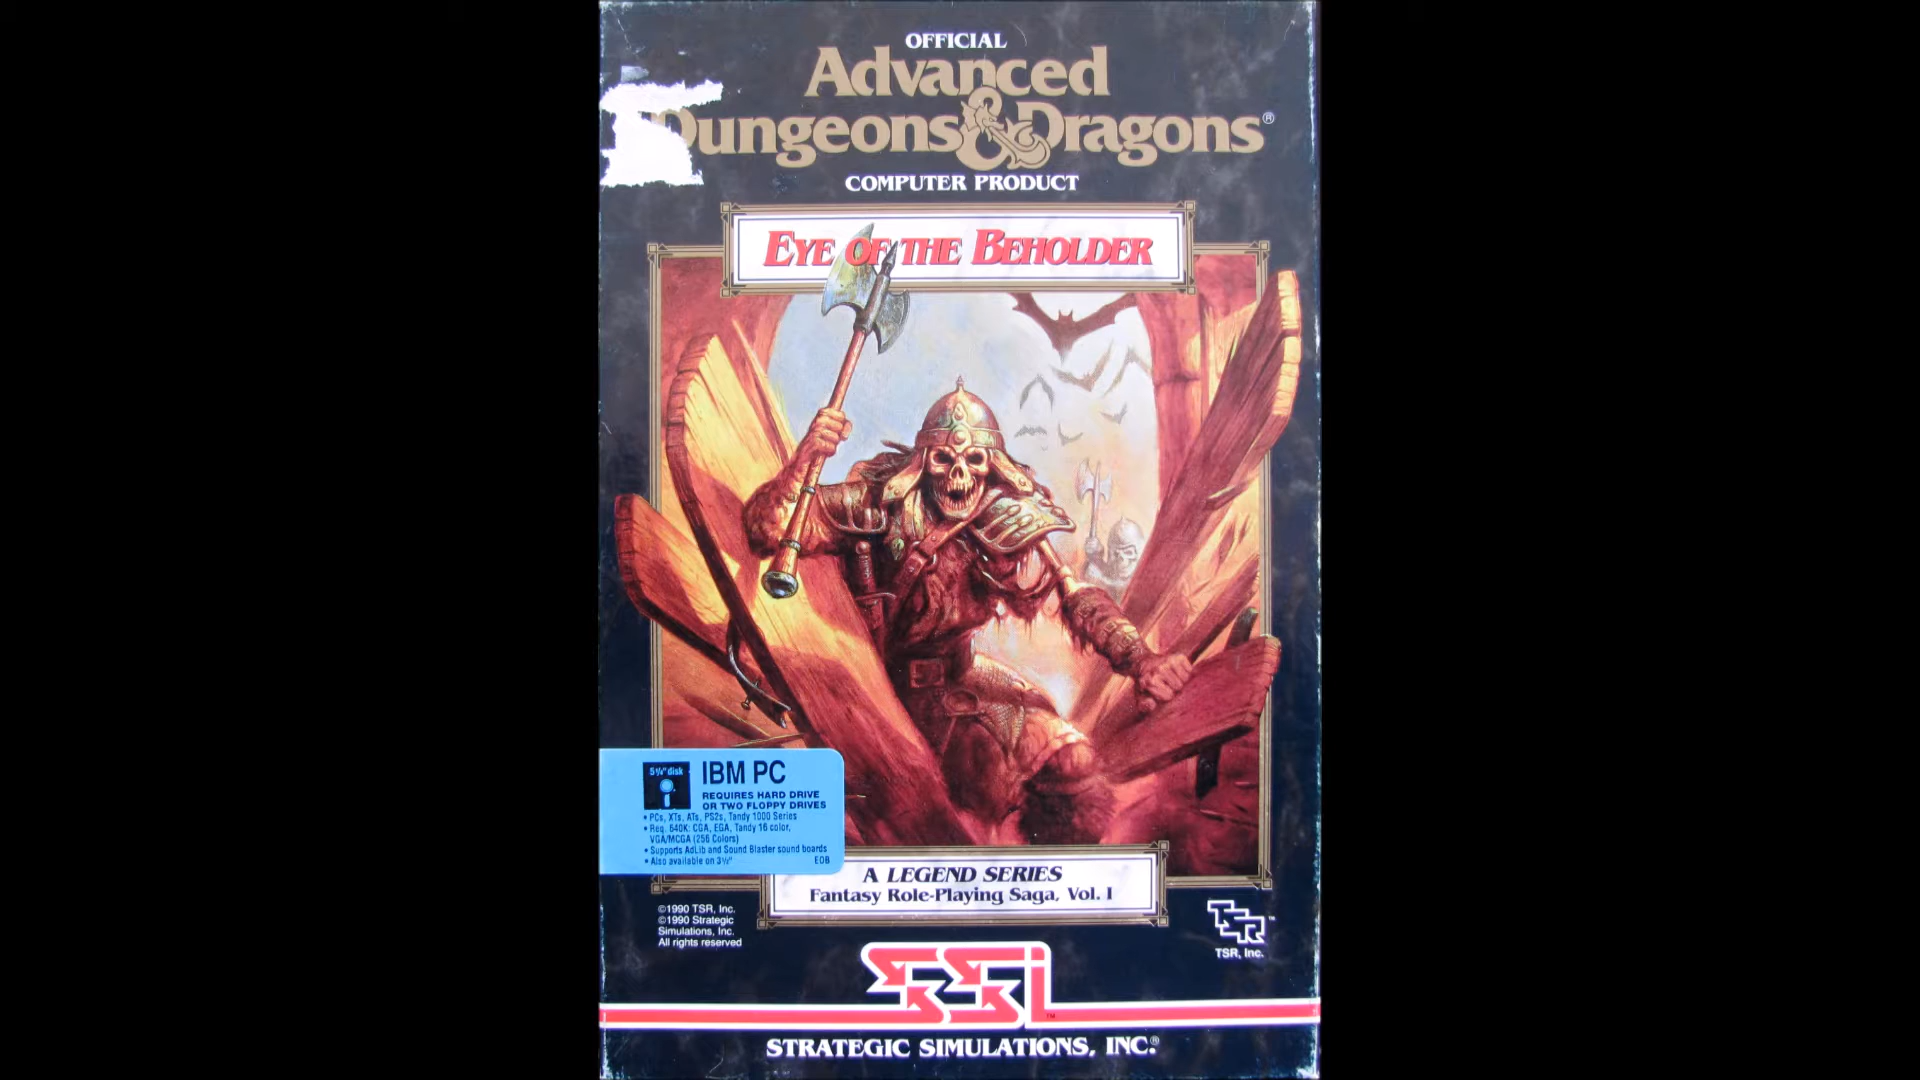 OFFICIAL
Advanced
Dungeons & Dragons®
COMPUTER PRODUCT
EYE OF THE BEHOLDER
5¼" disk
IBM PC
REQUIRES HARD DRIVE
OR TWO FLOPPY DRIVES
• PCs, XTs, ATs, PS2s, Tandy 1000 Series
• Req. 640K: CGA, EGA, Tandy 16 color,
VGA/MCGA (256 Colors)
• Supports AdLib and Sound Blaster sound boards
• Also available on 3½" EOB
A LEGEND SERIES
Fantasy Role-Playing Saga, Vol. I
©1990 TSR, Inc.
©1990 Strategic
Simulations, Inc.
All rights reserved
TSR™
TSR, Inc.
SSI™
STRATEGIC SIMULATIONS, INC.®